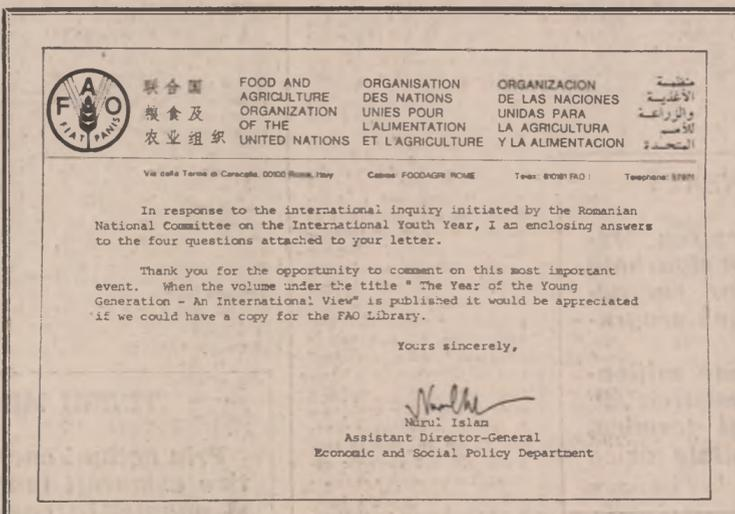 FAO
FIAT PANIS
联合国
粮食及
农业组织
FOOD AND
AGRICULTURE
ORGANIZATION
OF THE
UNITED NATIONS
ORGANISATION
DES NATIONS
UNIES POUR
L'ALIMENTATION
ET L'AGRICULTURE
ORGANIZACION
DE LAS NACIONES
UNIDAS PARA
LA AGRICULTURA
Y LA ALIMENTACION
منظمة
الأغذية
والزراعة
للأمم
المتحدة
Via delle Terme di Caracalla, 00100 Rome, Italy Cables: FOODAGRI ROME Telex: 610181 FAO I Telephone:
In response to the international inquiry initiated by the Romanian
National Committee on the International Youth Year, I am enclosing answers
to the four questions attached to your letter.
Thank you for the opportunity to comment on this most important
event. When the volume under the title " The Year of the Young
Generation - An International View" is published it would be appreciated
if we could have a copy for the FAO Library.
Yours sincerely,
Nurul Islam
Assistant Director-General
Economic and Social Policy Department